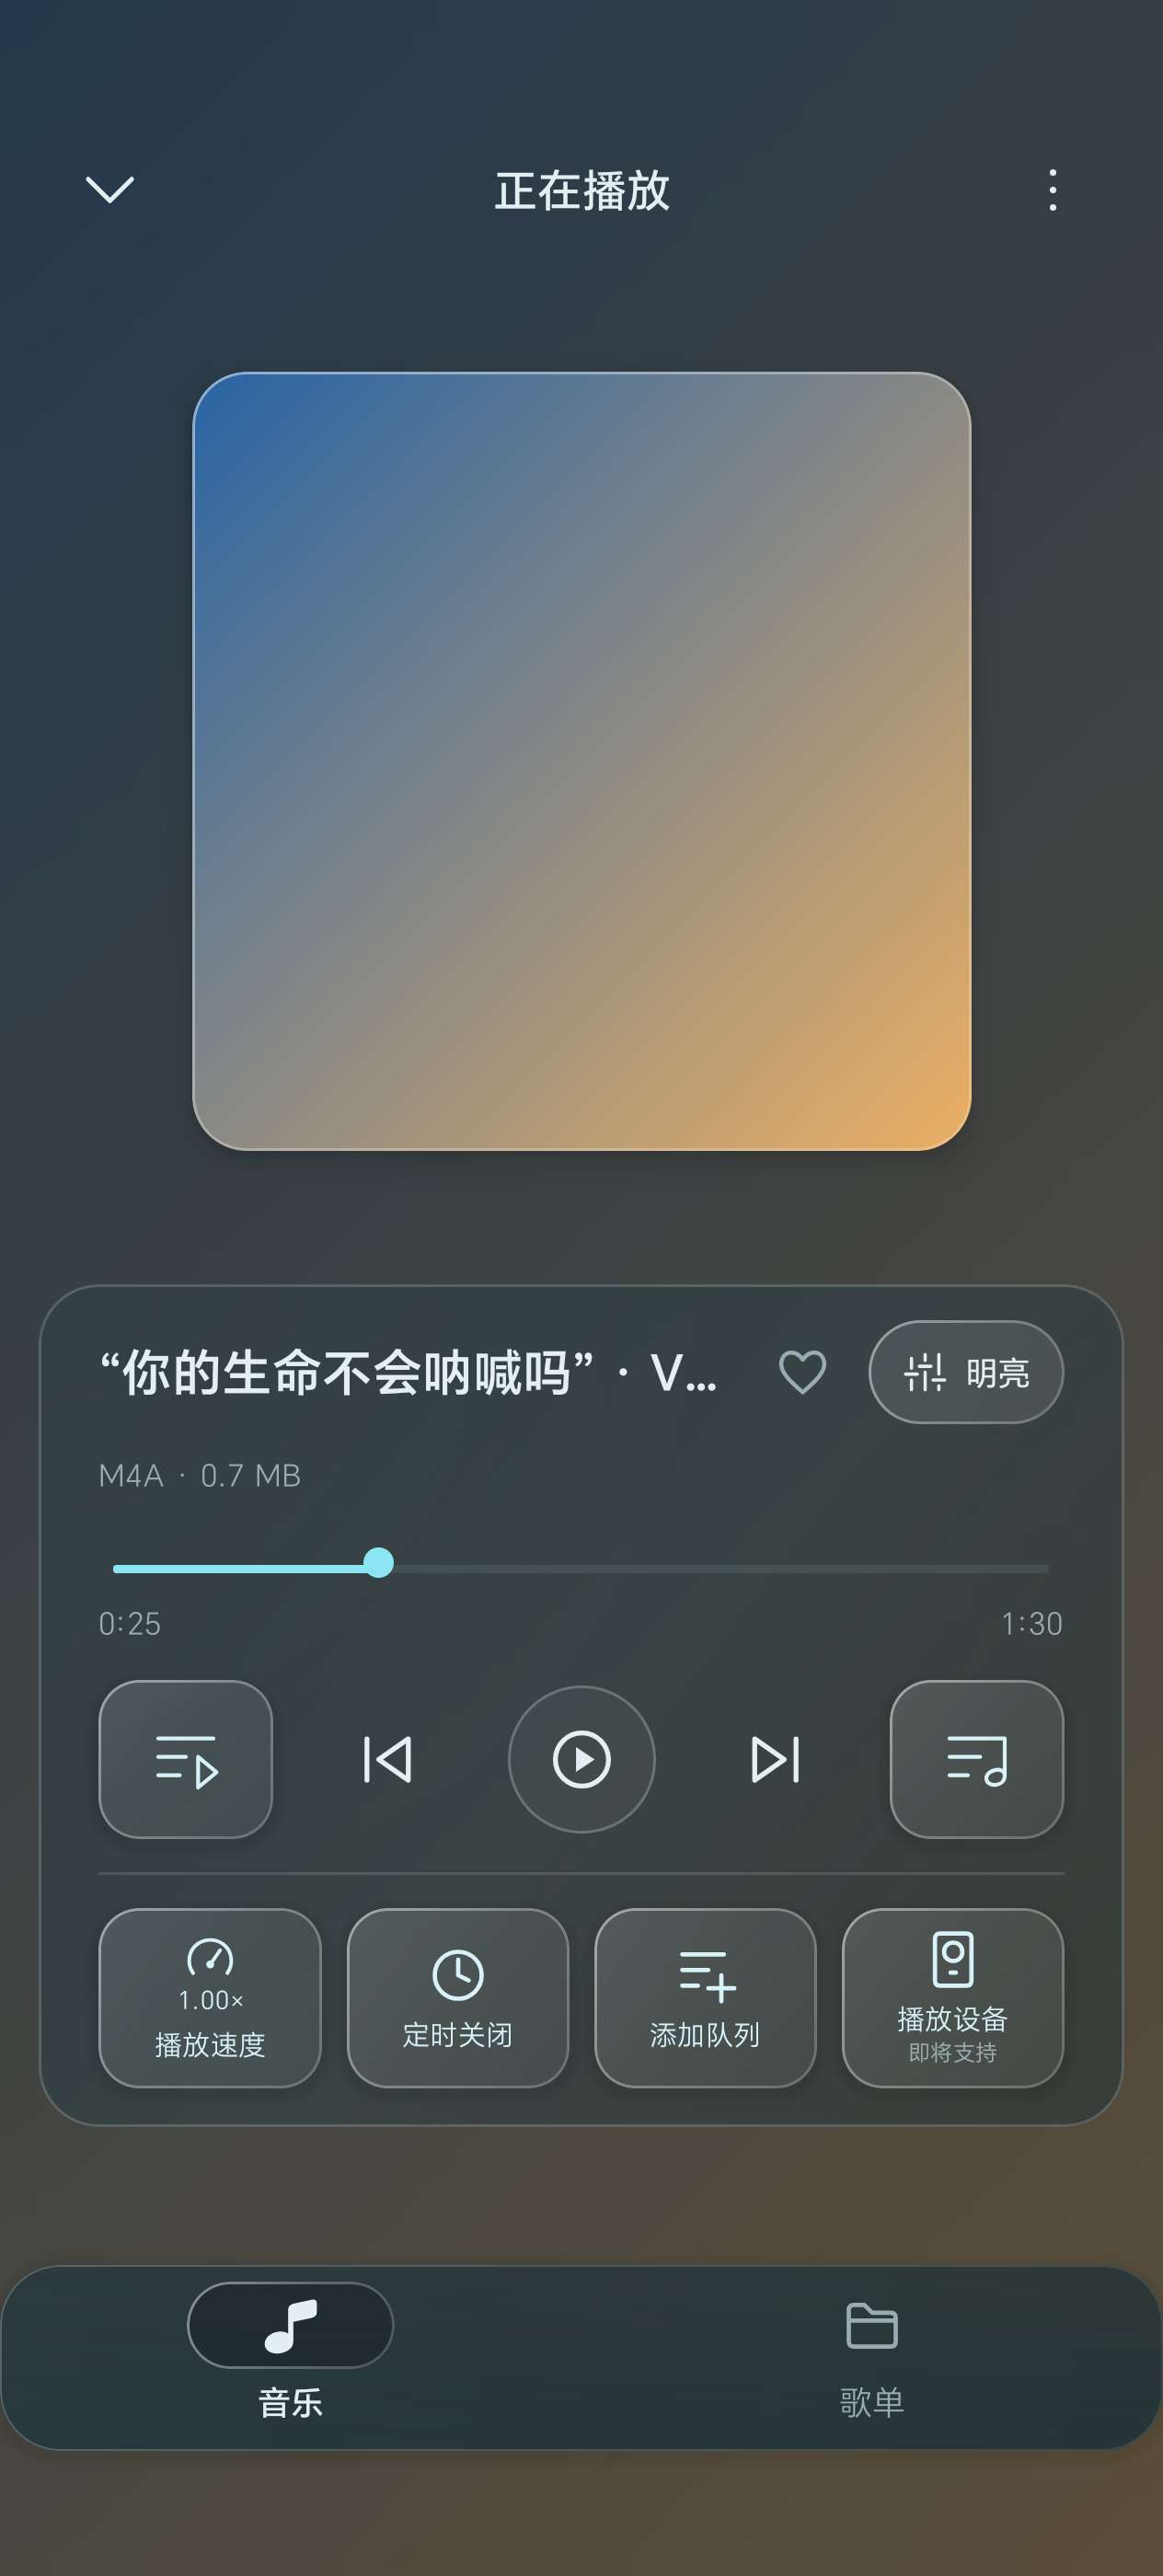 正在播放
“你的生命不会呐喊吗” · V...
明亮
M4A · 0.7 MB
0:25
1:30
1.00×
播放速度
定时关闭
添加队列
播放设备
即将支持
音乐
歌单